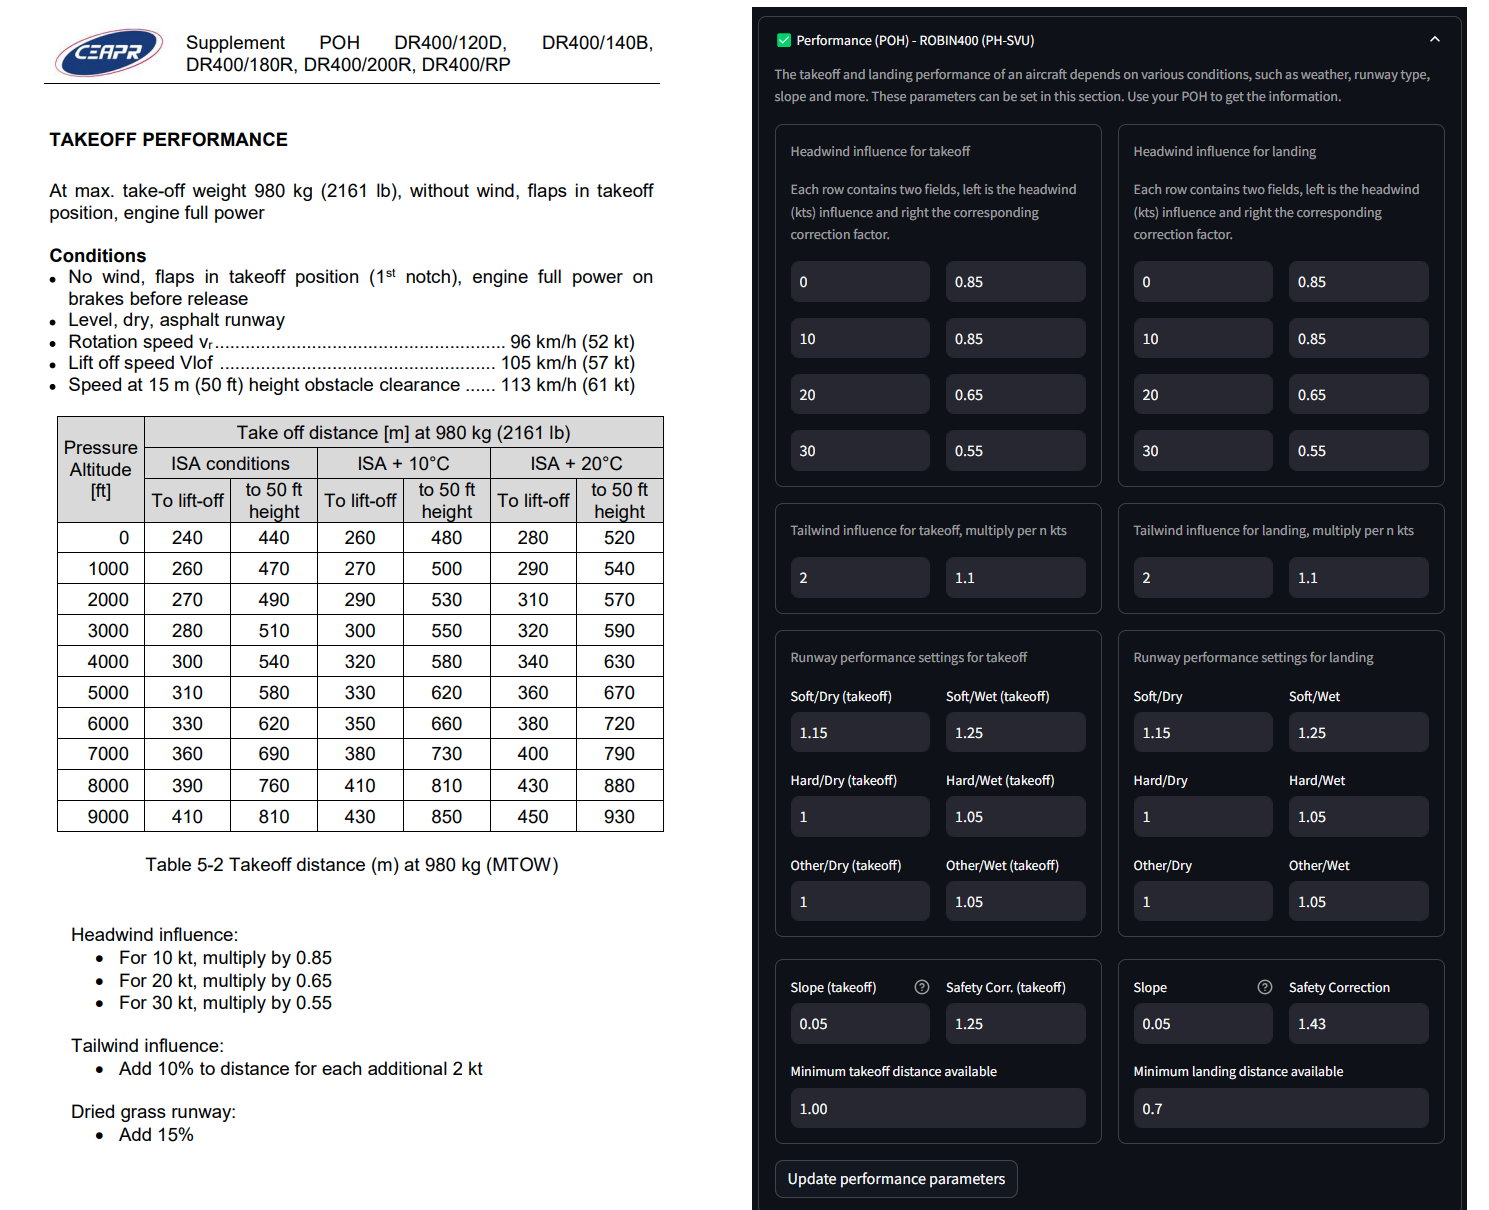 CEAPR
Supplement POH DR400/120D, DR400/140B,
DR400/180R, DR400/200R, DR400/RP
TAKEOFF PERFORMANCE
At max. take-off weight 980 kg (2161 lb), without wind, flaps in takeoff
position, engine full power
Conditions
• No wind, flaps in takeoff position (1st notch), engine full power on
brakes before release
• Level, dry, asphalt runway
• Rotation speed vr...................................................... 96 km/h (52 kt)
• Lift off speed Vlof .................................................... 105 km/h (57 kt)
• Speed at 15 m (50 ft) height obstacle clearance ...... 113 km/h (61 kt)
Pressure Altitude [ft] Take off distance [m] at 980 kg (2161 lb)
ISA conditions ISA + 10°C ISA + 20°C
To lift-off to 50 ft height To lift-off to 50 ft height To lift-off to 50 ft height
0 240 440 260 480 280 520
1000 260 470 270 500 290 540
2000 270 490 290 530 310 570
3000 280 510 300 550 320 590
4000 300 540 320 580 340 630
5000 310 580 330 620 360 670
6000 330 620 350 660 380 720
7000 360 690 380 730 400 790
8000 390 760 410 810 430 880
9000 410 810 430 850 450 930
Table 5-2 Takeoff distance (m) at 980 kg (MTOW)
Headwind influence:
• For 10 kt, multiply by 0.85
• For 20 kt, multiply by 0.65
• For 30 kt, multiply by 0.55
Tailwind influence:
• Add 10% to distance for each additional 2 kt
Dried grass runway:
• Add 15%
Performance (POH) - ROBIN400 (PH-SVU)
The takeoff and landing performance of an aircraft depends on various conditions, such as weather, runway type,
slope and more. These parameters can be set in this section. Use your POH to get the information.
Headwind influence for takeoff
Each row contains two fields, left is the headwind
(kts) influence and right the corresponding
correction factor.
0 0.85
10 0.85
20 0.65
30 0.55
Headwind influence for landing
Each row contains two fields, left is the headwind
(kts) influence and right the corresponding
correction factor.
0 0.85
10 0.85
20 0.65
30 0.55
Tailwind influence for takeoff, multiply per n kts
2 1.1
Tailwind influence for landing, multiply per n kts
2 1.1
Runway performance settings for takeoff
Soft/Dry (takeoff) Soft/Wet (takeoff)
1.15 1.25
Hard/Dry (takeoff) Hard/Wet (takeoff)
1 1.05
Other/Dry (takeoff) Other/Wet (takeoff)
1 1.05
Runway performance settings for landing
Soft/Dry Soft/Wet
1.15 1.25
Hard/Dry Hard/Wet
1 1.05
Other/Dry Other/Wet
1 1.05
Slope (takeoff) ? Safety Corr. (takeoff)
0.05 1.25
Minimum takeoff distance available
1.00
Slope ? Safety Correction
0.05 1.43
Minimum landing distance available
0.7
Update performance parameters